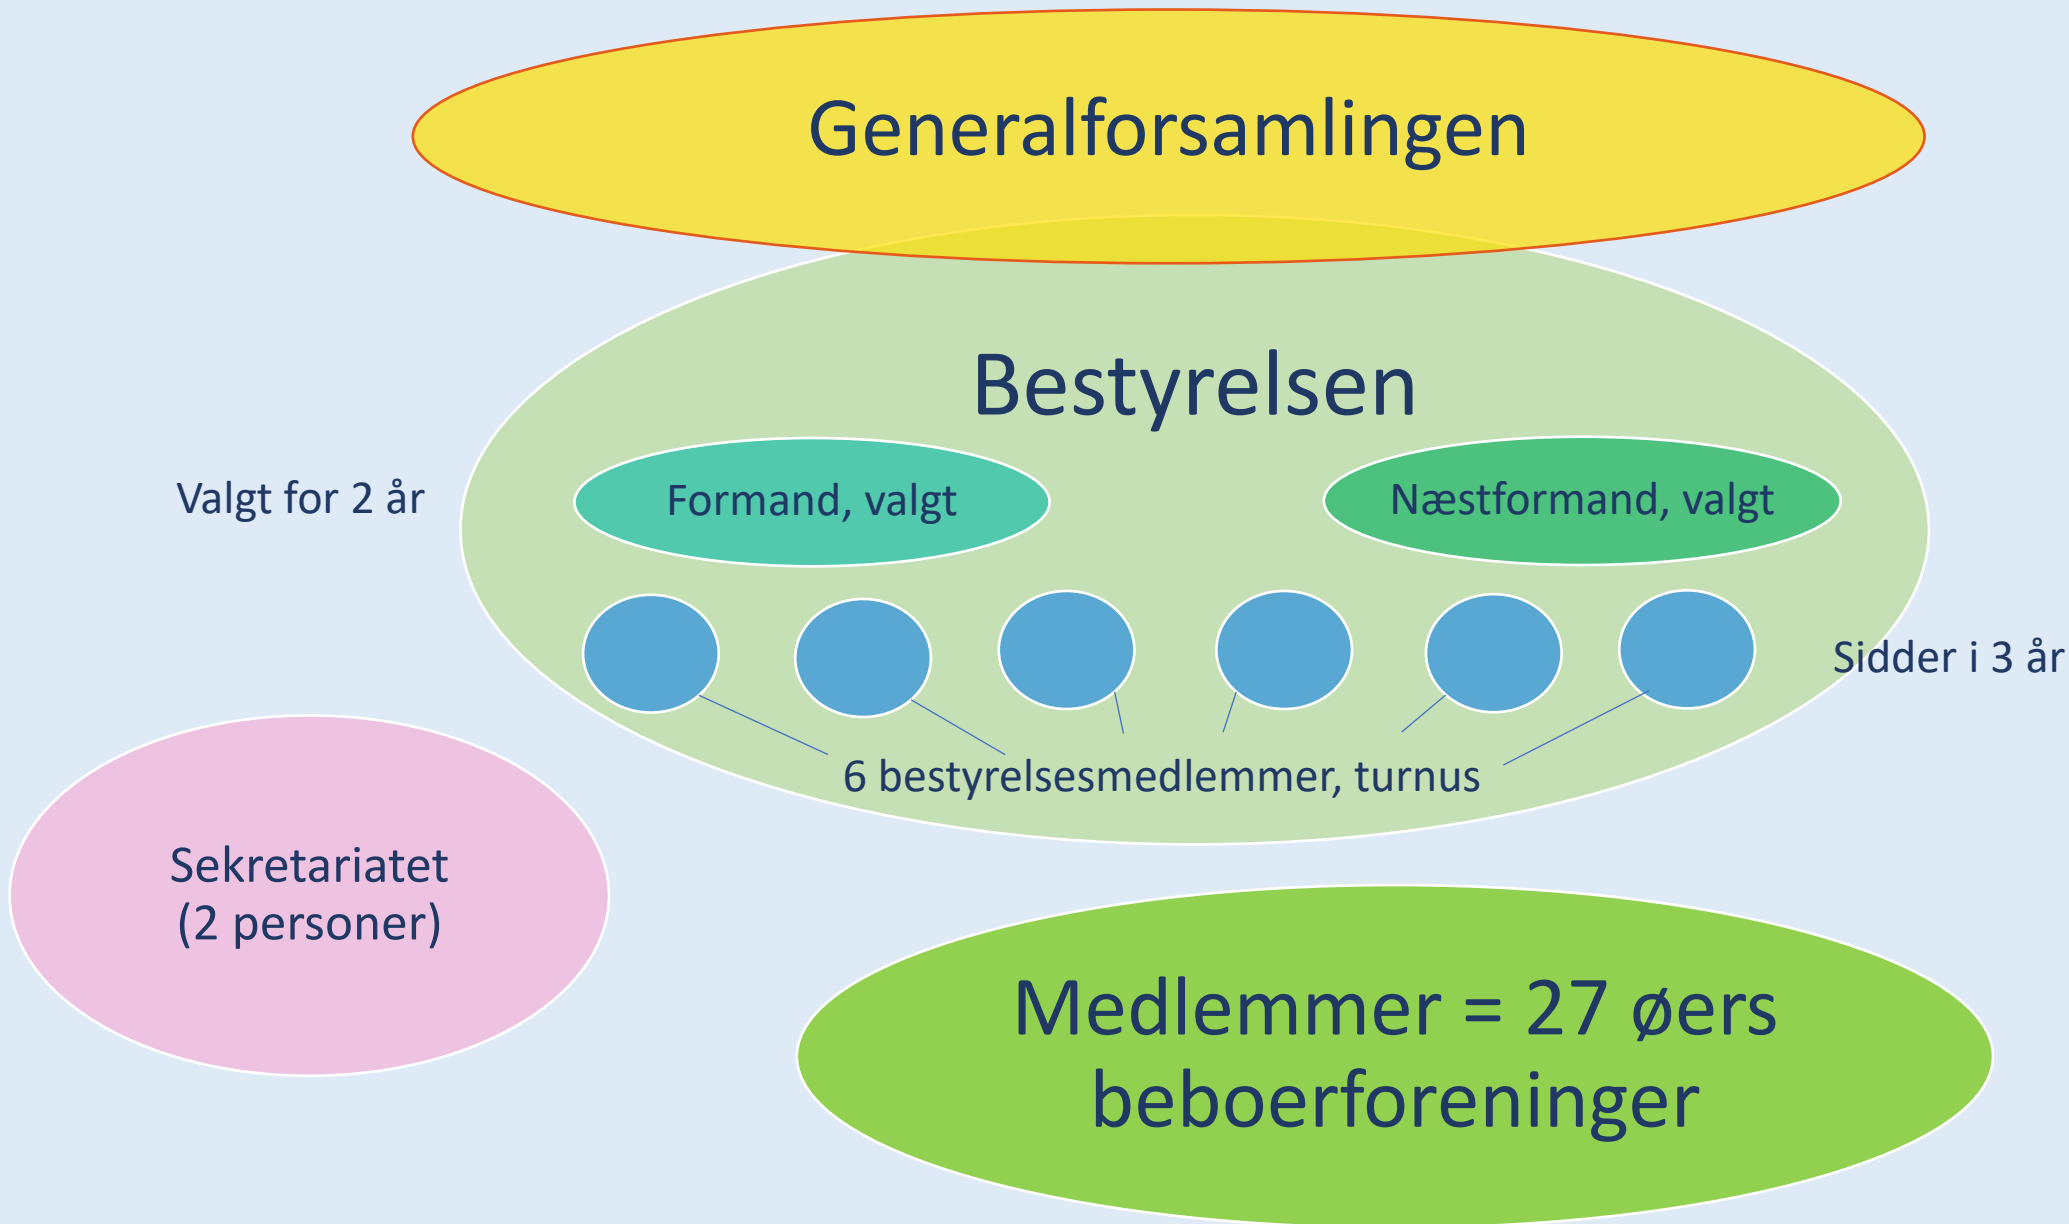 Generalforsamlingen
Bestyrelsen
Valgt for 2 år
Formand, valgt
Næstformand, valgt
Sidder i 3 år
6 bestyrelsesmedlemmer, turnus
Sekretariatet
(2 personer)
Medlemmer = 27 øers
beboerforeninger